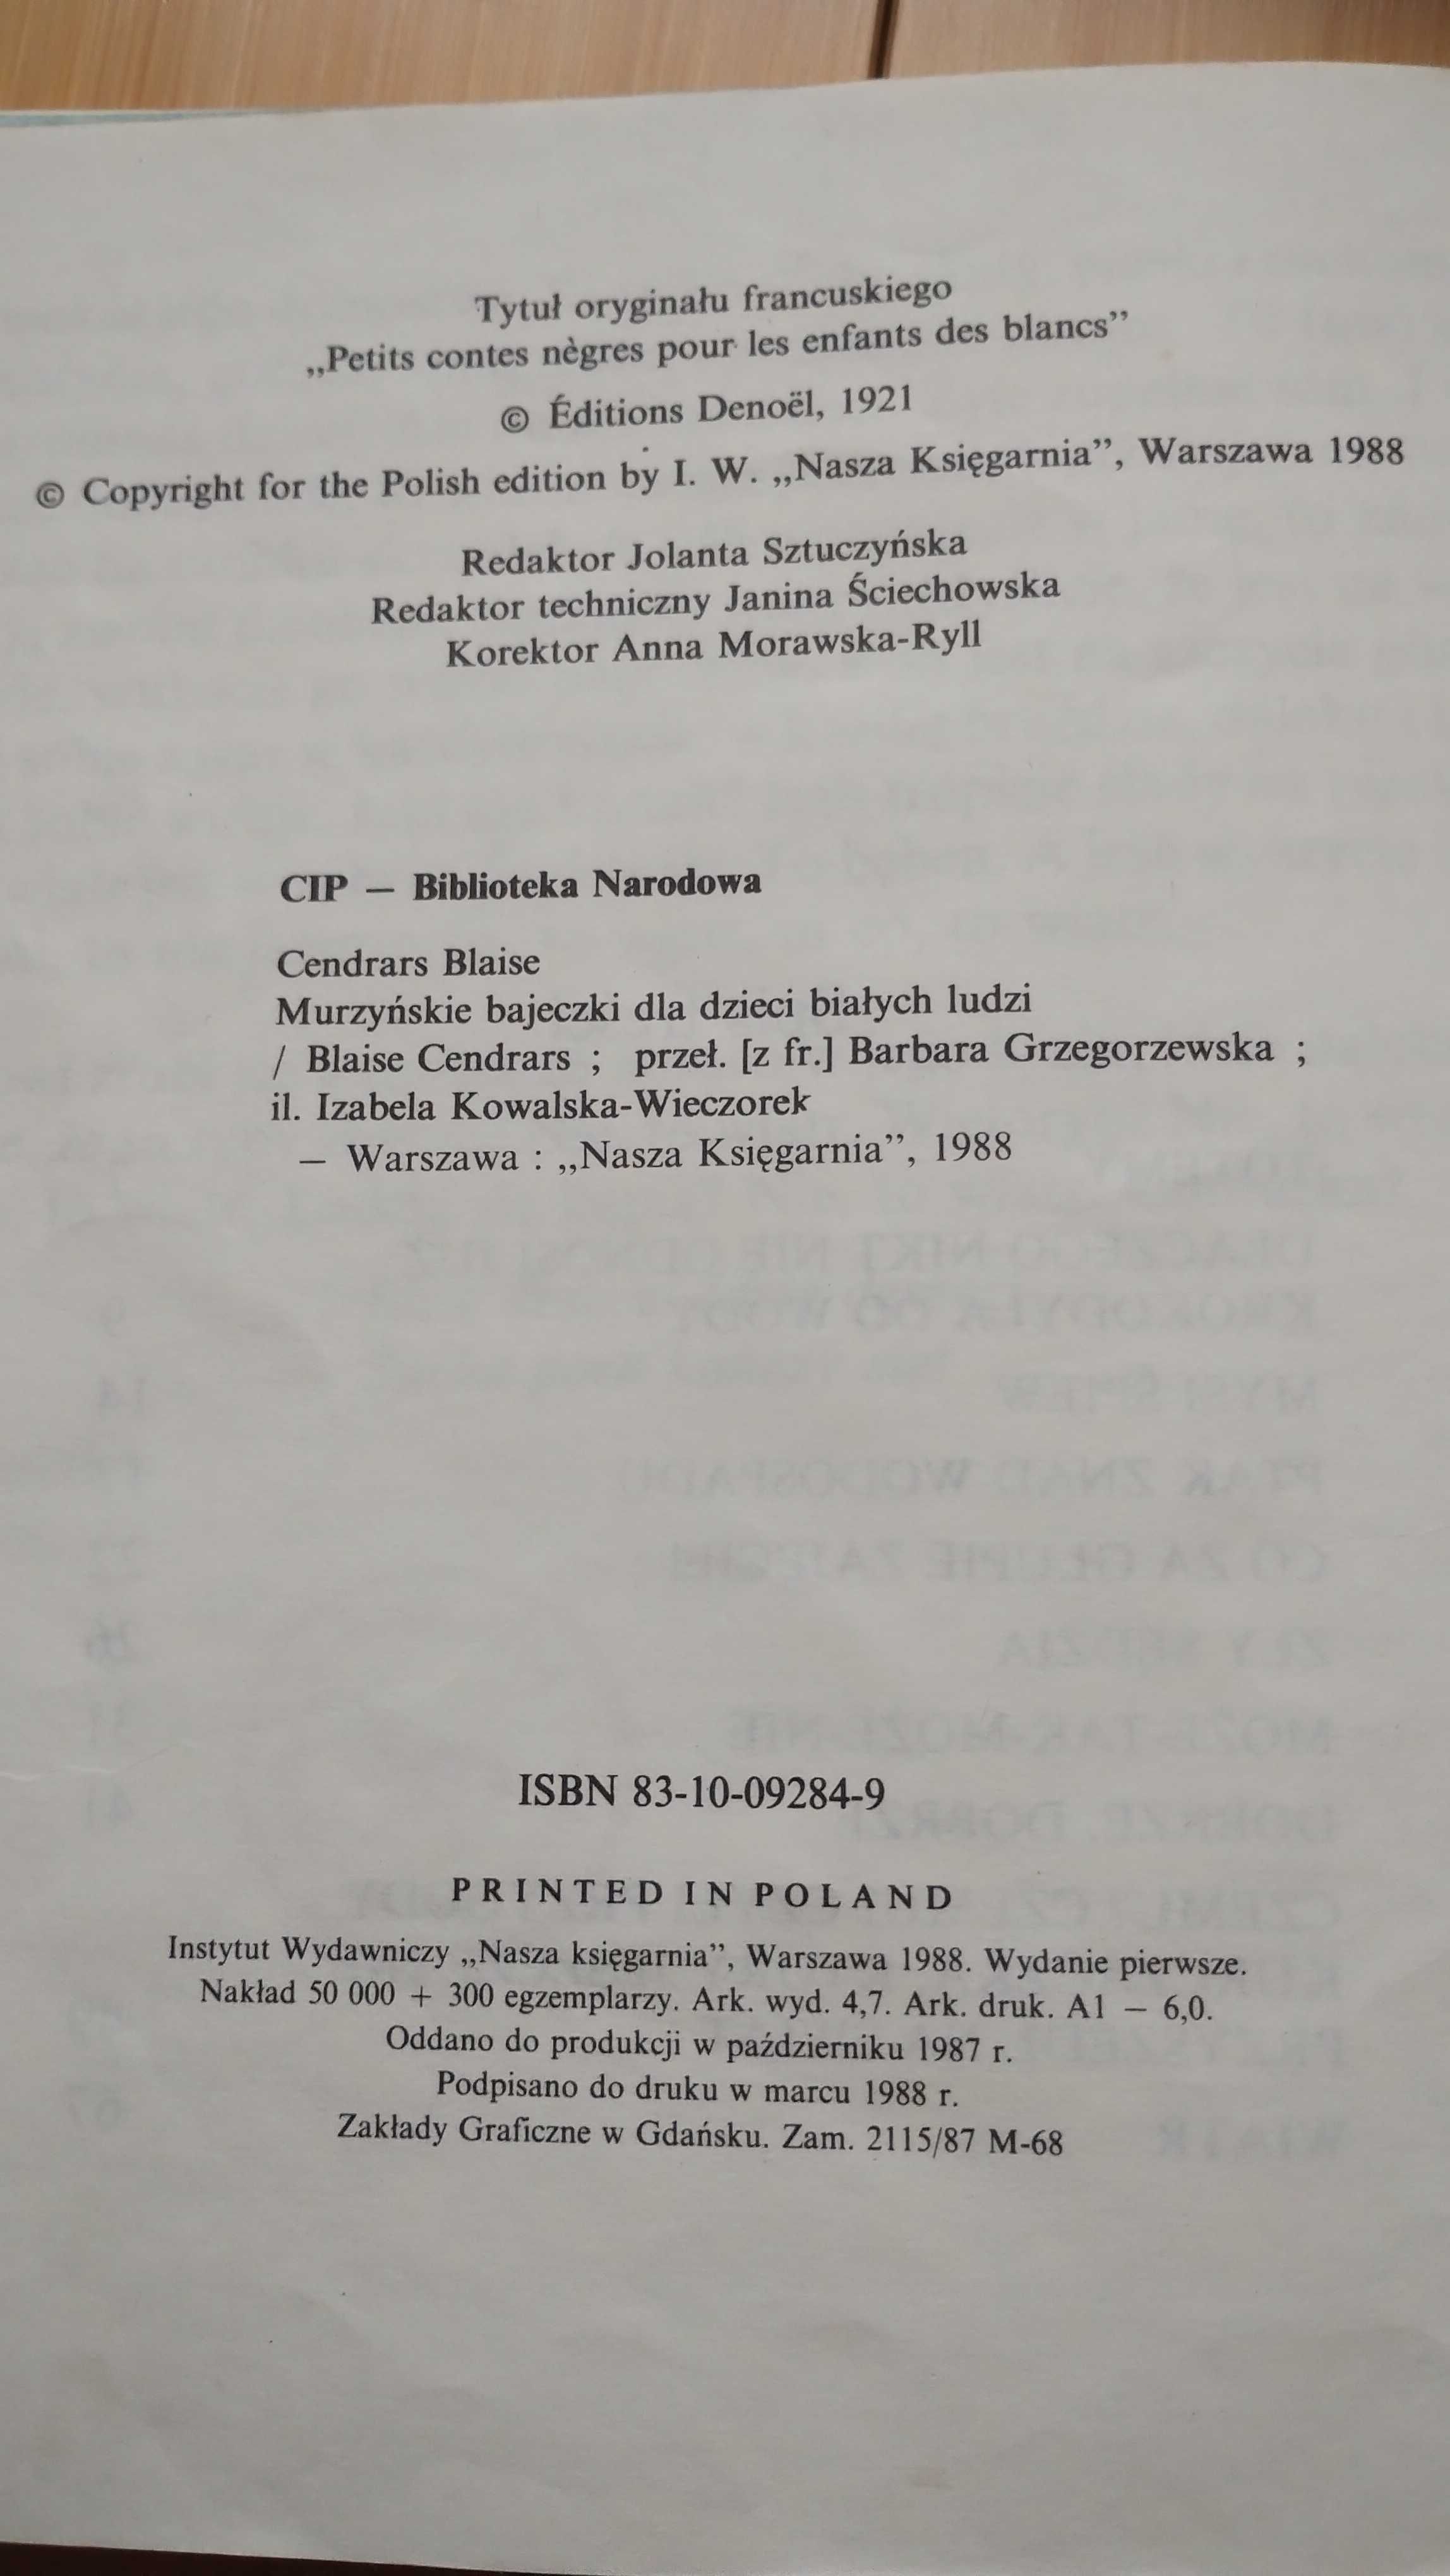 Tytuł oryginału francuskiego
„Petits contes nègres pour les enfants des blancs”
© Éditions Denoël, 1921
© Copyright for the Polish edition by I. W. „Nasza Księgarnia”, Warszawa 1988
Redaktor Jolanta Sztuczyńska
Redaktor techniczny Janina Ściechowska
Korektor Anna Morawska-Ryll
CIP — Biblioteka Narodowa
Cendrars Blaise
Murzyńskie bajeczki dla dzieci białych ludzi
/ Blaise Cendrars ; przeł. [z fr.] Barbara Grzegorzewska ;
il. Izabela Kowalska-Wieczorek
— Warszawa : „Nasza Księgarnia”, 1988
ISBN 83-10-09284-9
PRINTED IN POLAND
Instytut Wydawniczy „Nasza księgarnia”, Warszawa 1988. Wydanie pierwsze.
Nakład 50 000 + 300 egzemplarzy. Ark. wyd. 4,7. Ark. druk. A1 — 6,0.
Oddano do produkcji w październiku 1987 r.
Podpisano do druku w marcu 1988 r.
Zakłady Graficzne w Gdańsku. Zam. 2115/87 M-68